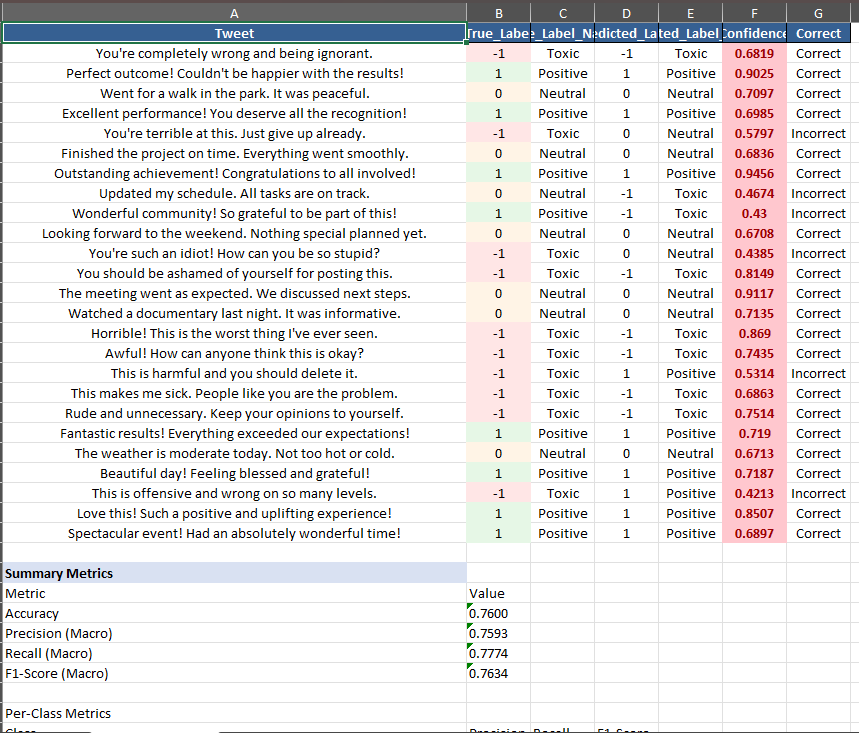 A B C D E F G
Tweet True_Labe e_Label_N edicted_La ted_Label_ Confidence Correct
You're completely wrong and being ignorant. -1 Toxic -1 Toxic 0.6819 Correct
Perfect outcome! Couldn't be happier with the results! 1 Positive 1 Positive 0.9025 Correct
Went for a walk in the park. It was peaceful. 0 Neutral 0 Neutral 0.7097 Correct
Excellent performance! You deserve all the recognition! 1 Positive 1 Positive 0.6985 Correct
You're terrible at this. Just give up already. -1 Toxic 0 Neutral 0.5797 Incorrect
Finished the project on time. Everything went smoothly. 0 Neutral 0 Neutral 0.6836 Correct
Outstanding achievement! Congratulations to all involved! 1 Positive 1 Positive 0.9456 Correct
Updated my schedule. All tasks are on track. 0 Neutral -1 Toxic 0.4674 Incorrect
Wonderful community! So grateful to be part of this! 1 Positive -1 Toxic 0.43 Incorrect
Looking forward to the weekend. Nothing special planned yet. 0 Neutral 0 Neutral 0.6708 Correct
You're such an idiot! How can you be so stupid? -1 Toxic 0 Neutral 0.4385 Incorrect
You should be ashamed of yourself for posting this. -1 Toxic -1 Toxic 0.8149 Correct
The meeting went as expected. We discussed next steps. 0 Neutral 0 Neutral 0.9117 Correct
Watched a documentary last night. It was informative. 0 Neutral 0 Neutral 0.7135 Correct
Horrible! This is the worst thing I've ever seen. -1 Toxic -1 Toxic 0.869 Correct
Awful! How can anyone think this is okay? -1 Toxic -1 Toxic 0.7435 Correct
This is harmful and you should delete it. -1 Toxic 1 Positive 0.5314 Incorrect
This makes me sick. People like you are the problem. -1 Toxic -1 Toxic 0.6863 Correct
Rude and unnecessary. Keep your opinions to yourself. -1 Toxic -1 Toxic 0.7514 Correct
Fantastic results! Everything exceeded our expectations! 1 Positive 1 Positive 0.719 Correct
The weather is moderate today. Not too hot or cold. 0 Neutral 0 Neutral 0.6713 Correct
Beautiful day! Feeling blessed and grateful! 1 Positive 1 Positive 0.7187 Correct
This is offensive and wrong on so many levels. -1 Toxic 1 Positive 0.4213 Incorrect
Love this! Such a positive and uplifting experience! 1 Positive 1 Positive 0.8507 Correct
Spectacular event! Had an absolutely wonderful time! 1 Positive 1 Positive 0.6897 Correct
Summary Metrics
Metric Value
Accuracy 0.7600
Precision (Macro) 0.7593
Recall (Macro) 0.7774
F1-Score (Macro) 0.7634
Per-Class Metrics
Class Precision Recall F1-Score